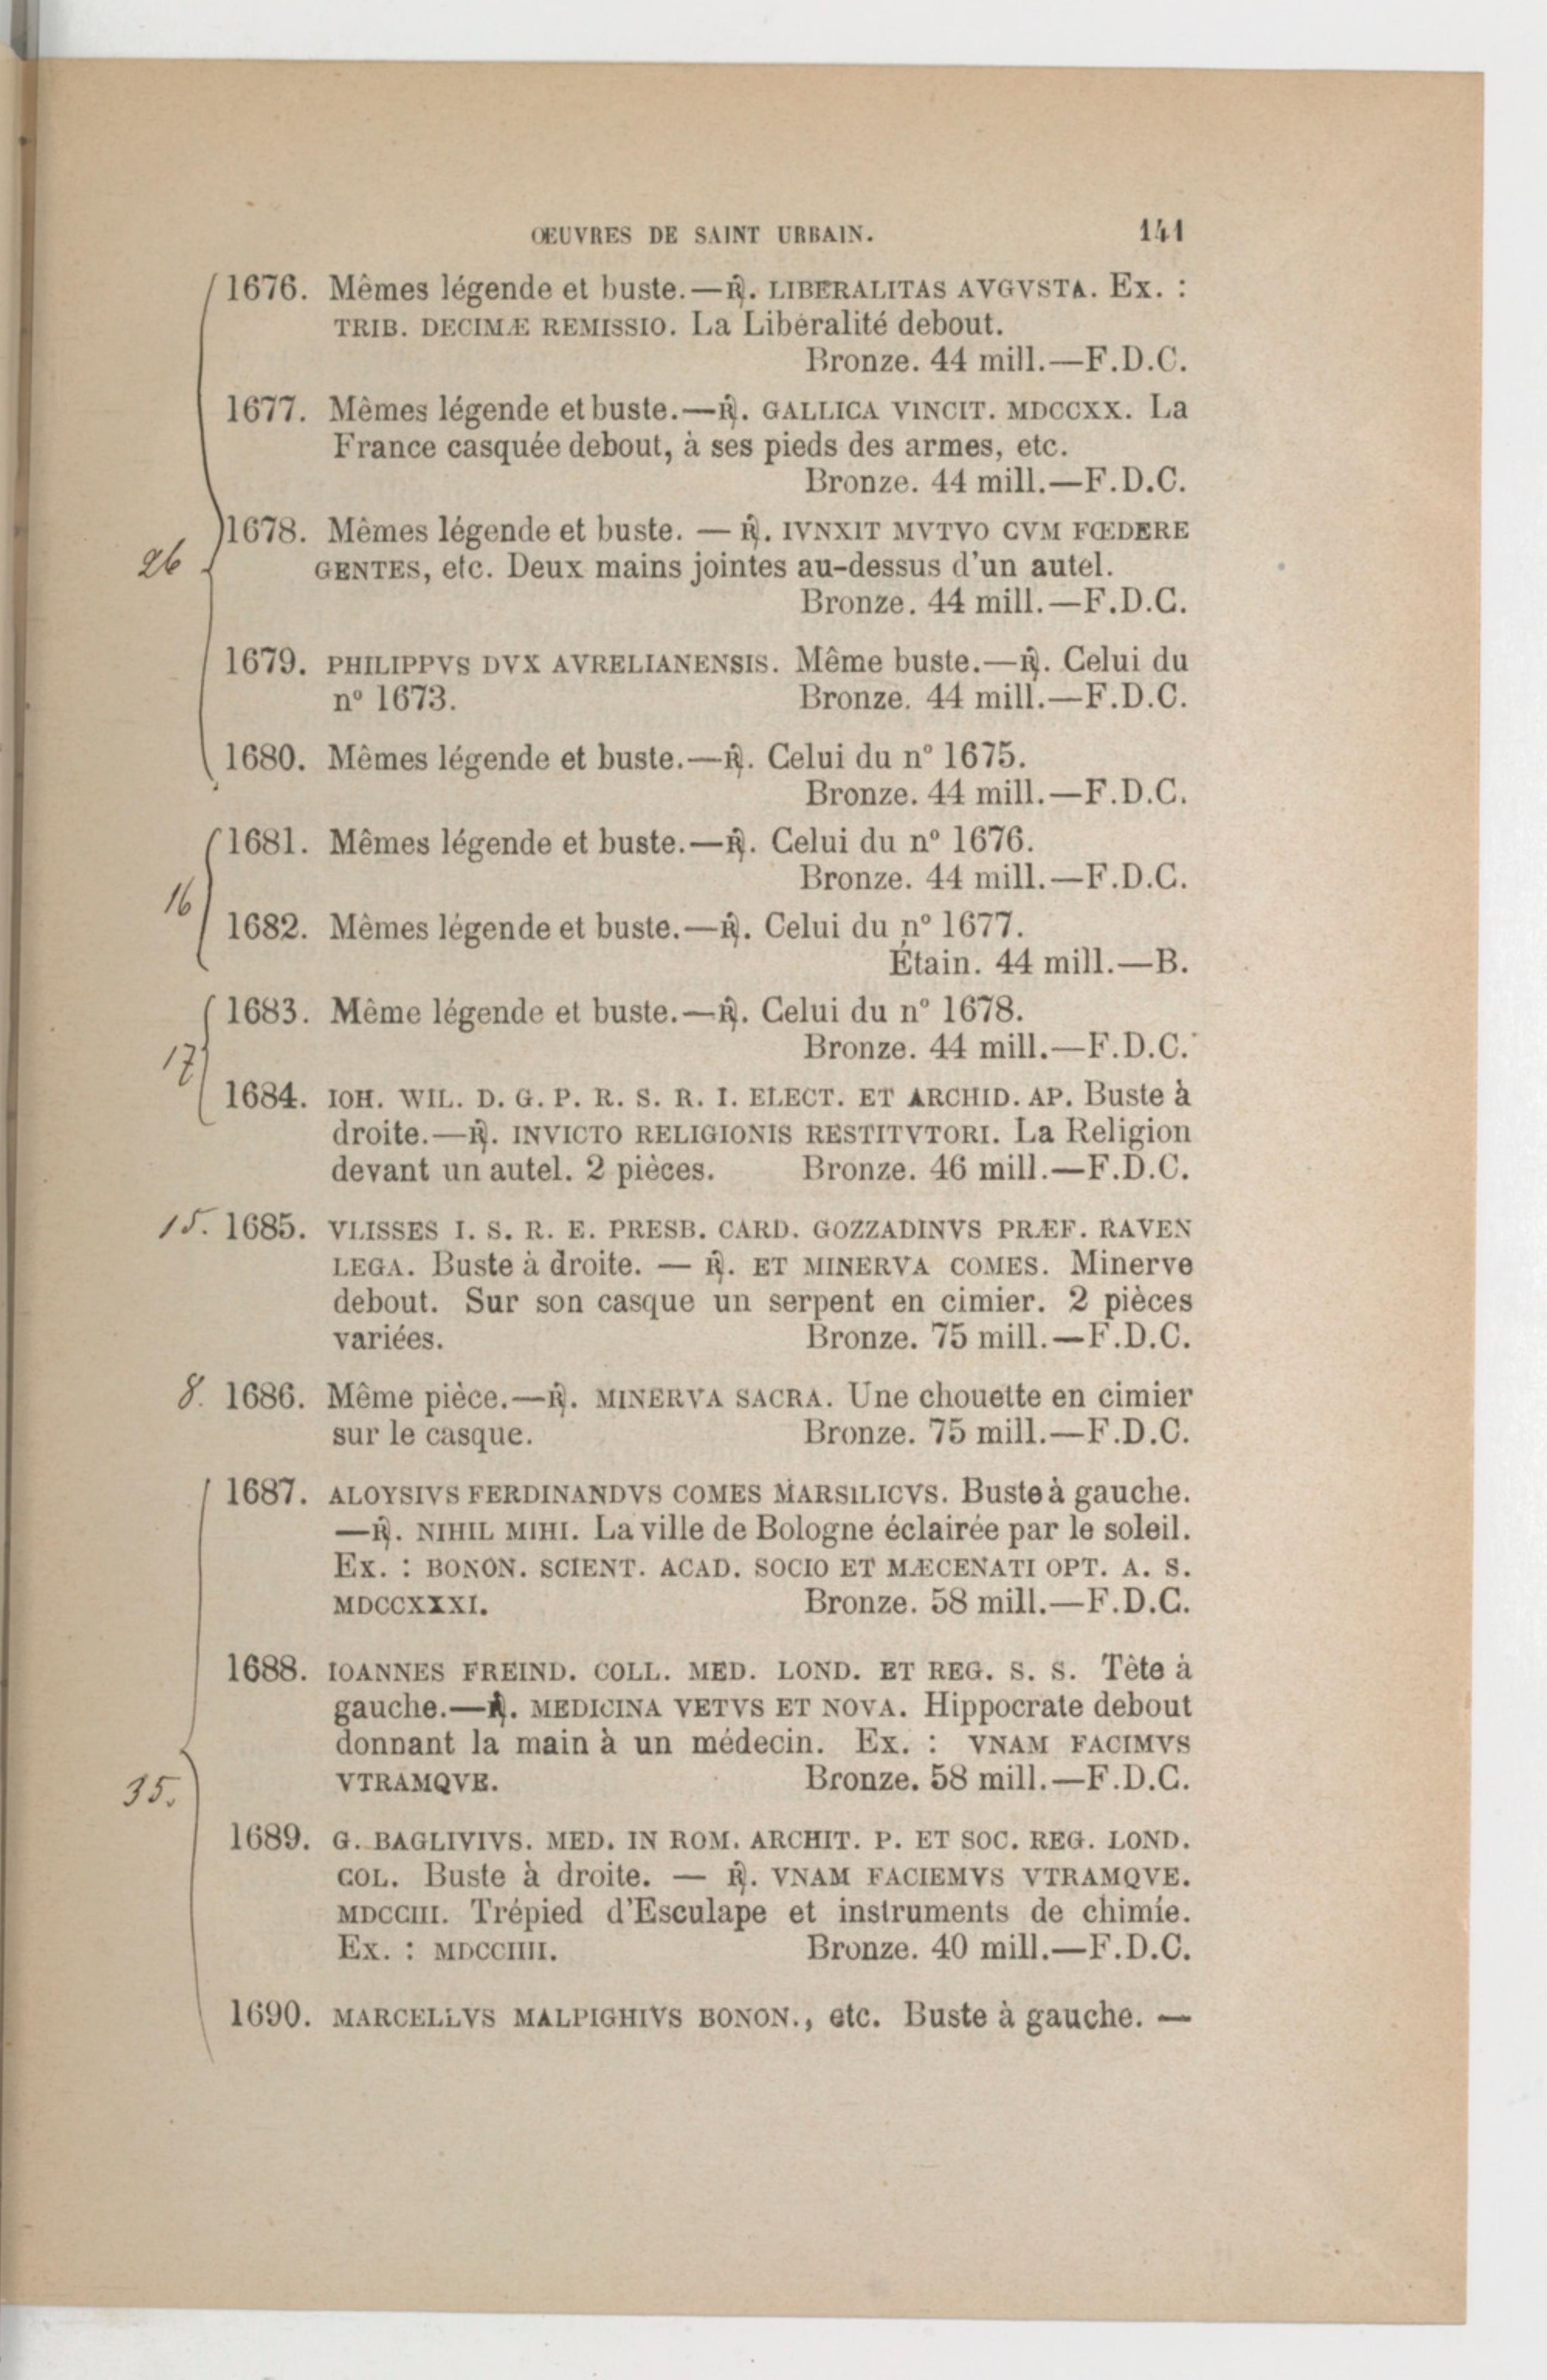 ŒUVRES DE SAINT URBAIN. 141
1676. Mêmes légende et buste.—℟. LIBERALITAS AVGVSTA. Ex. :
TRIB. DECIMÆ REMISSIO. La Libéralité debout.
Bronze. 44 mill.—F.D.C.
1677. Mêmes légende et buste.—℟. GALLICA VINCIT. MDCCXX. La
France casquée debout, à ses pieds des armes, etc.
Bronze. 44 mill.—F.D.C.
1678. Mêmes légende et buste. — ℟. IVNXIT MVTVO CVM FŒDERE
26 GENTES, etc. Deux mains jointes au-dessus d'un autel.
Bronze. 44 mill.—F.D.C.
1679. PHILIPPVS DVX AVRELIANENSIS. Même buste.—℟. Celui du
nº 1673. Bronze. 44 mill.—F.D.C.
1680. Mêmes légende et buste.—℟. Celui du nº 1675.
Bronze. 44 mill.—F.D.C.
1681. Mêmes légende et buste.—℟. Celui du nº 1676.
Bronze. 44 mill.—F.D.C.
16
1682. Mêmes légende et buste.—℟. Celui du nº 1677.
Étain. 44 mill.—B.
1683. Même légende et buste.—℟. Celui du nº 1678.
Bronze. 44 mill.—F.D.C.
17
1684. IOH. WIL. D. G. P. R. S. R. I. ELECT. ET ARCHID. AP. Buste à
droite.—℟. INVICTO RELIGIONIS RESTITVTORI. La Religion
devant un autel. 2 pièces. Bronze. 46 mill.—F.D.C.
15. 1685. VLISSES I. S. R. E. PRESB. CARD. GOZZADINVS PRÆF. RAVEN
LEGA. Buste à droite. — ℟. ET MINERVA COMES. Minerve
debout. Sur son casque un serpent en cimier. 2 pièces
variées. Bronze. 75 mill.—F.D.C.
8. 1686. Même pièce.—℟. MINERVA SACRA. Une chouette en cimier
sur le casque. Bronze. 75 mill.—F.D.C.
1687. ALOYSIVS FERDINANDVS COMES MARSILICVS. Buste à gauche.
—℟. NIHIL MIHI. La ville de Bologne éclairée par le soleil.
Ex. : BONON. SCIENT. ACAD. SOCIO ET MÆCENATI OPT. A. S.
MDCCXXXI. Bronze. 58 mill.—F.D.C.
1688. IOANNES FREIND. COLL. MED. LOND. ET REG. S. S. Tête à
gauche.—℟. MEDICINA VETVS ET NOVA. Hippocrate debout
donnant la main à un médecin. Ex. : VNAM FACIMVS
35. VTRAMQVE. Bronze. 58 mill.—F.D.C.
1689. G. BAGLIVIVS. MED. IN ROM. ARCHIT. P. ET SOC. REG. LOND.
COL. Buste à droite. — ℟. VNAM FACIEMVS VTRAMQVE.
MDCCIII. Trépied d'Esculape et instruments de chimie.
Ex. : MDCCIIII. Bronze. 40 mill.—F.D.C.
1690. MARCELLVS MALPIGHIVS BONON., etc. Buste à gauche. —